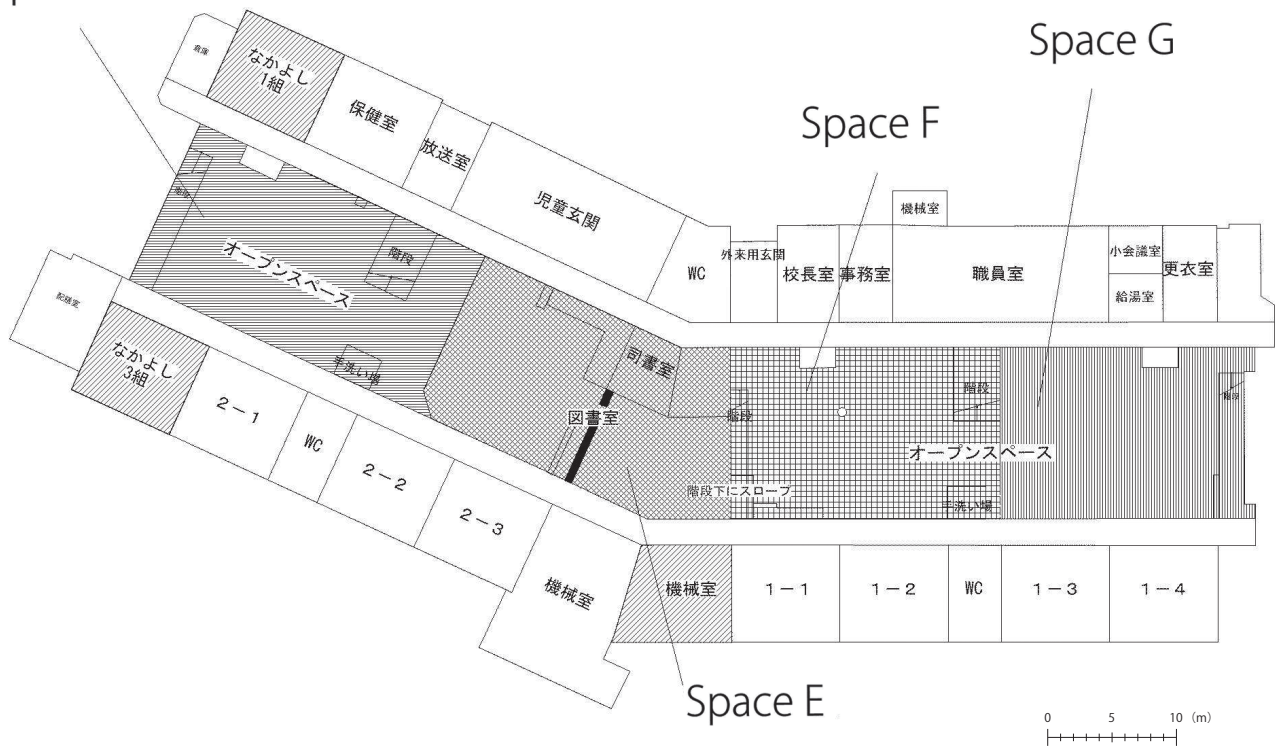 Space G
Space F
倉庫
なかよし
1組
保健室
放送室
児童玄関
WC
外来用玄関
校長室
事務室
機械室
職員室
小会議室
給湯室
更衣室
階段
オープンスペース
手洗い場
司書室
図書室
階段
階段
オープンスペース
階段
階段下にスロープ
手洗い場
なかよし
3組
2-1
WC
2-2
2-3
機械室
機械室
1-1
1-2
WC
1-3
1-4
Space E
0 5 10 (m)